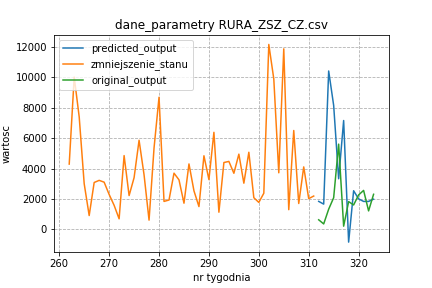 dane_parametry RURA_ZSZ_CZ.csv
predicted_output
zmniejszenie_stanu
original_output
12000
10000
8000
6000
4000
2000
0
wartosc
260
270
280
290
300
310
320
nr tygodnia